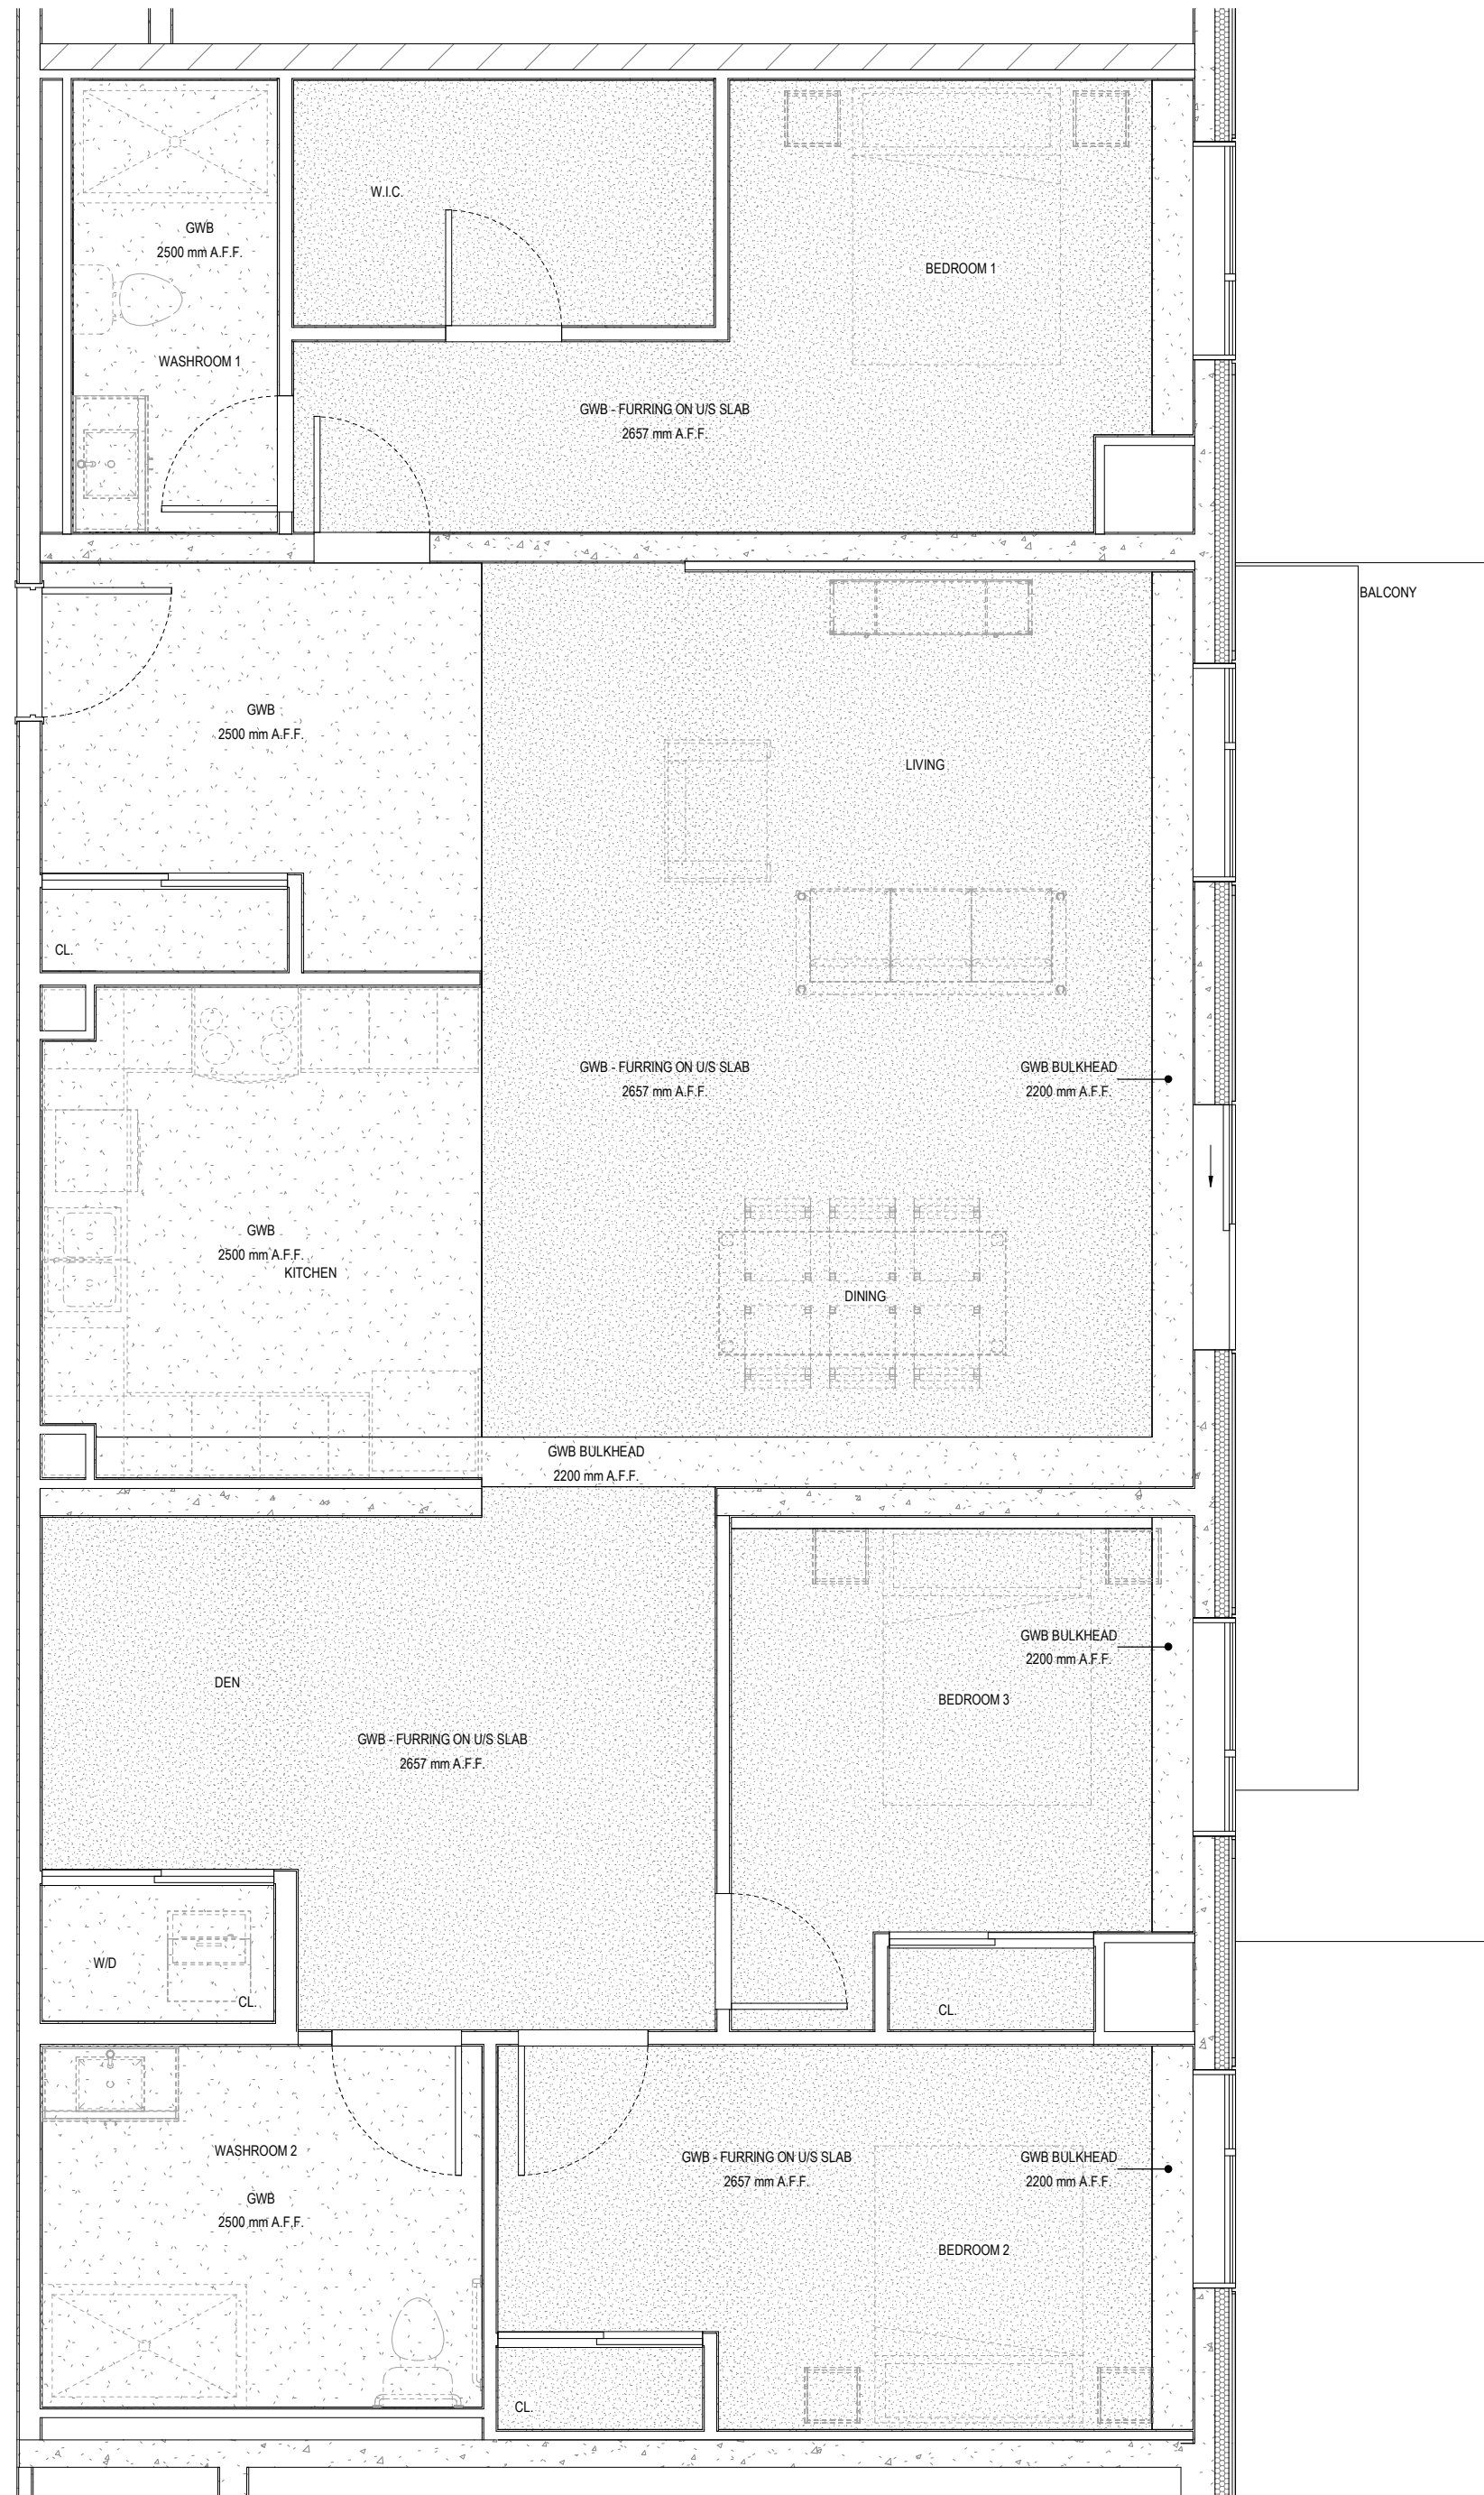 W.I.C.
GWB
2500 mm A.F.F.
BEDROOM 1
WASHROOM 1
GWB - FURRING ON U/S SLAB
2657 mm A.F.F.
BALCONY
GWB
2500 mm A.F.F.
LIVING
CL.
GWB - FURRING ON U/S SLAB
2657 mm A.F.F.
GWB BULKHEAD
2200 mm A.F.F.
GWB
2500 mm A.F.F.
KITCHEN
DINING
GWB BULKHEAD
2200 mm A.F.F.
GWB BULKHEAD
2200 mm A.F.F.
DEN
BEDROOM 3
GWB - FURRING ON U/S SLAB
2657 mm A.F.F.
W/D
CL.
CL.
WASHROOM 2
GWB - FURRING ON U/S SLAB
2657 mm A.F.F.
GWB BULKHEAD
2200 mm A.F.F.
GWB
2500 mm A.F.F.
BEDROOM 2
CL.